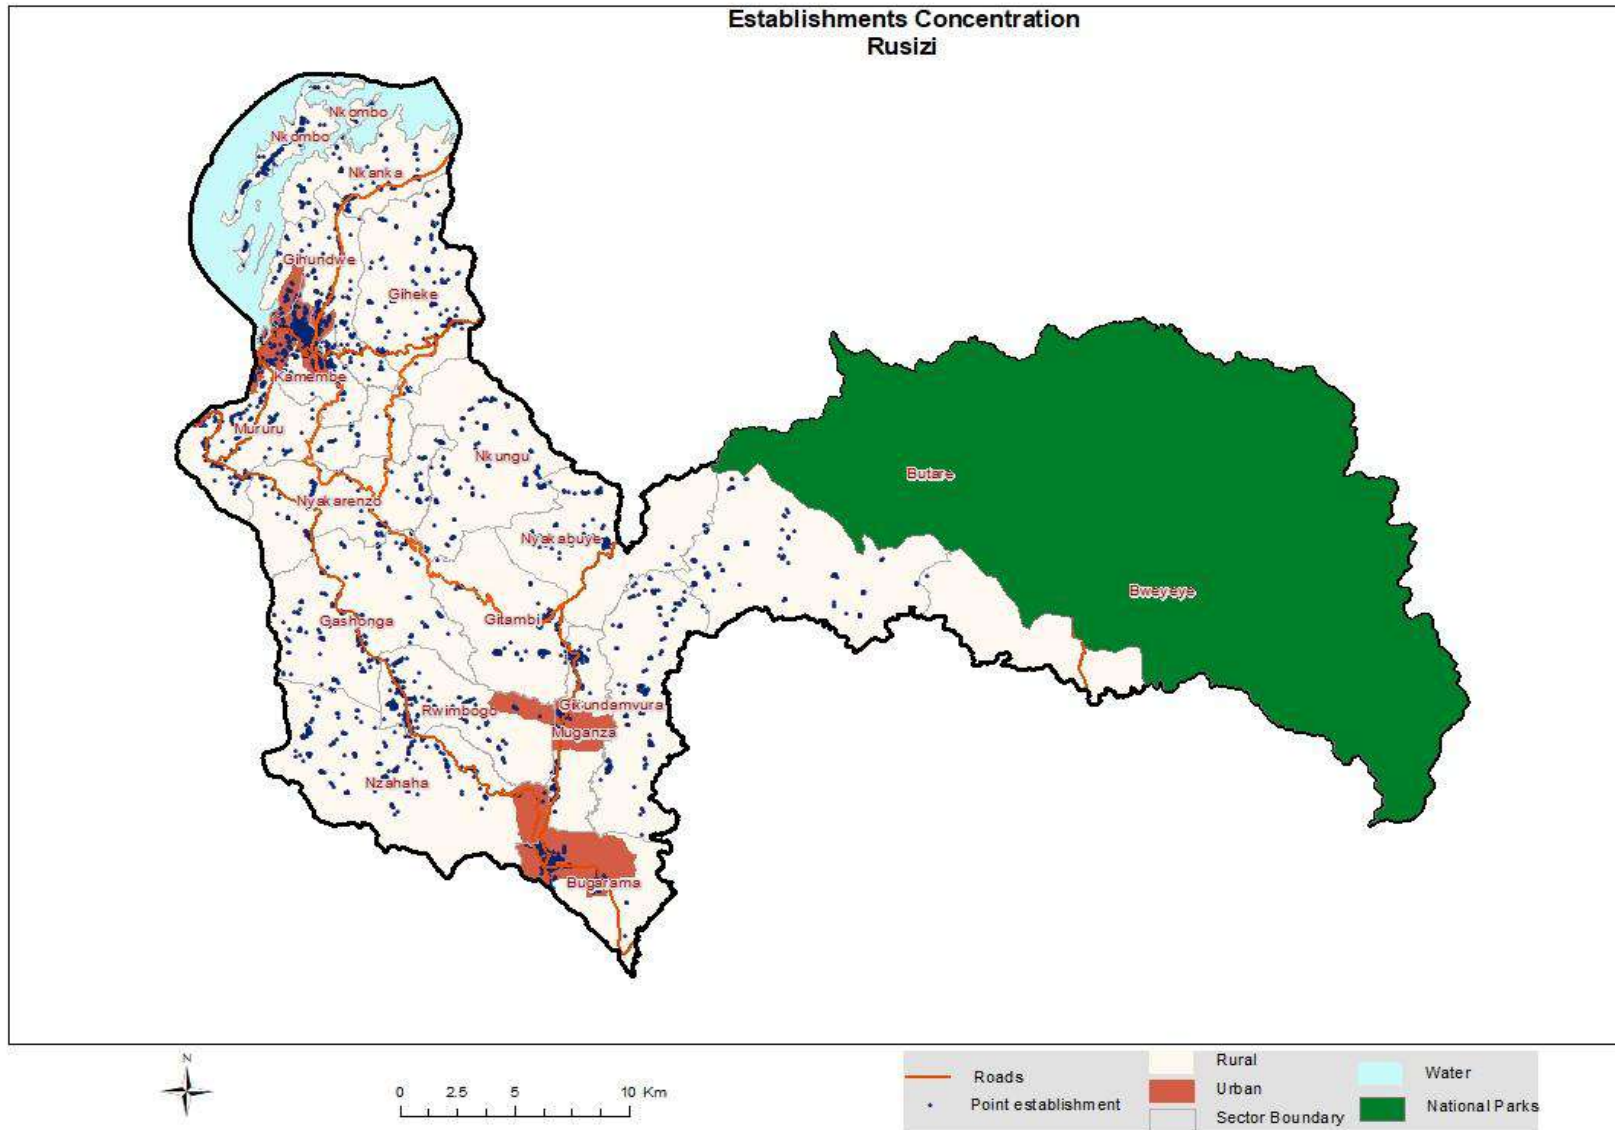 Establishments Concentration
Rusizi
Nkombo
Nkombo
Nkanka
Gihundwe
Giheke
Kamembe
Mururu
Nkungu
Butare
Nyakarenzo
Nyakabuye
Bweyeye
Gashonga
Gitambi
Rwimbogo
Gikundamvura
Muganza
Nzahaha
Bugarama
N
0 2.5 5 10 Km
Roads
Point establishment
Rural
Urban
Sector Boundary
Water
National Parks